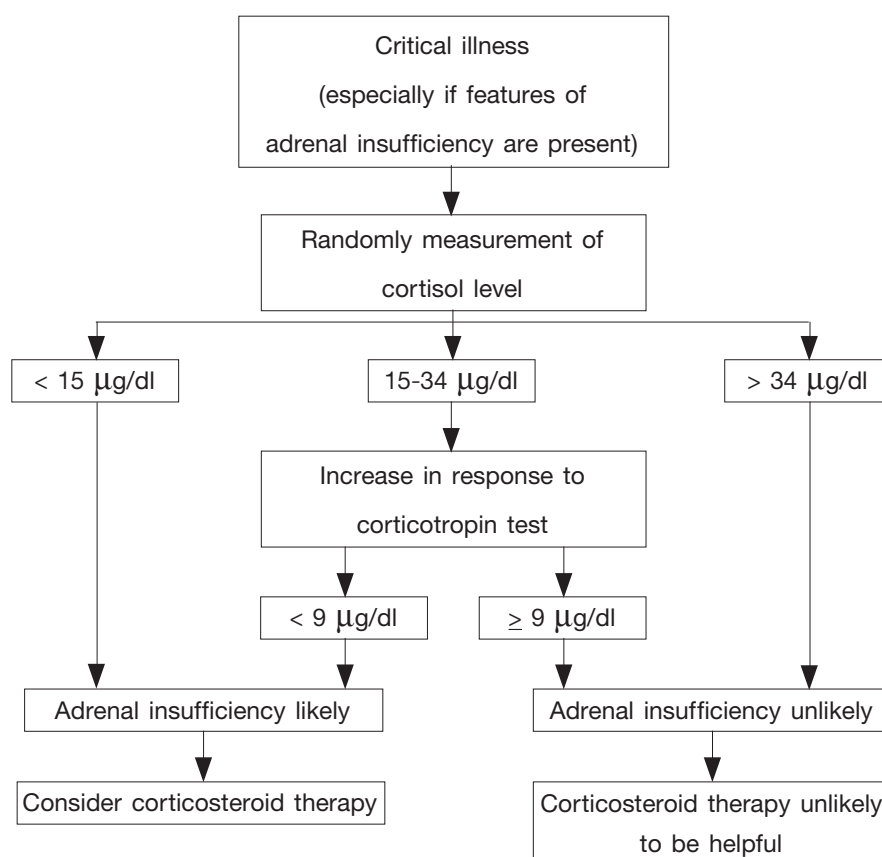 Critical illness
(especially if features of
adrenal insufficiency are present)
Randomly measurement of
cortisol level
< 15 μg/dl
15-34 μg/dl
> 34 μg/dl
Increase in response to
corticotropin test
< 9 μg/dl
≥ 9 μg/dl
Adrenal insufficiency likely
Adrenal insufficiency unlikely
Consider corticosteroid therapy
Corticosteroid therapy unlikely
to be helpful